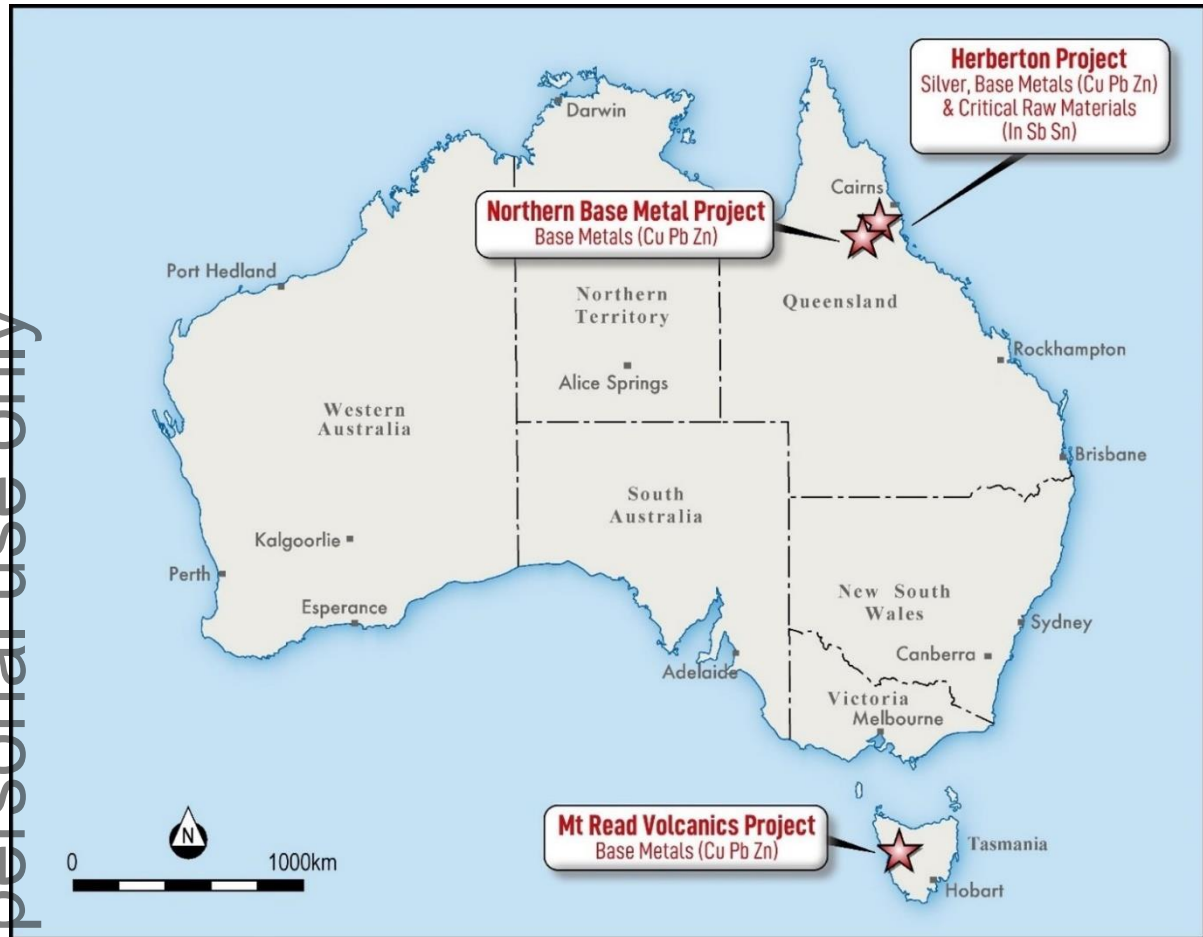 Herberton Project
Silver, Base Metals (Cu Pb Zn)
& Critical Raw Materials
(In Sb Sn)
Darwin
Cairns
Northern Base Metal Project
Base Metals (Cu Pb Zn)
Port Hedland
Northern
Territory
Queensland
Rockhampton
Alice Springs
Western
Australia
Brisbane
South
Australia
Kalgoorlie
Perth
Esperance
New South
Wales
Sydney
Canberra
Adelaide
Victoria
Melbourne
Mt Read Volcanics Project
Base Metals (Cu Pb Zn)
Tasmania
Hobart
N
0 1000km
personal use only